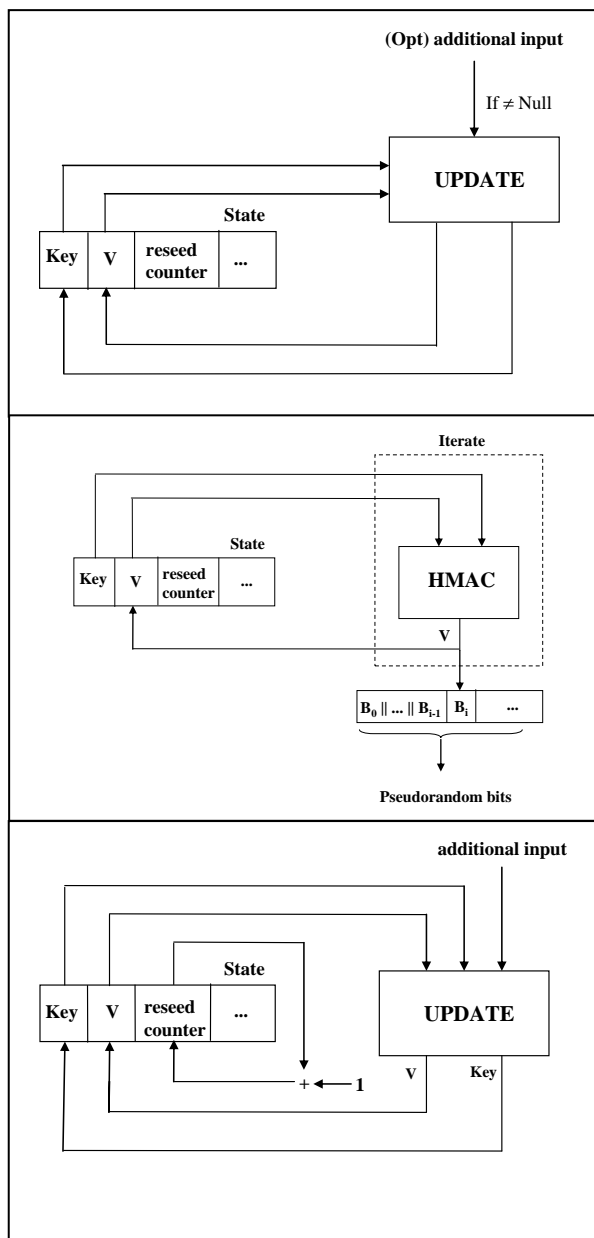 (Opt) additional input
If ≠ Null
UPDATE
State
Key V reseed counter ...
Iterate
State
Key V reseed counter ...
HMAC
V
B0 || ... || Bi-1 Bi ...
Pseudorandom bits
additional input
State
Key V reseed counter ...
UPDATE
V Key
+ 1